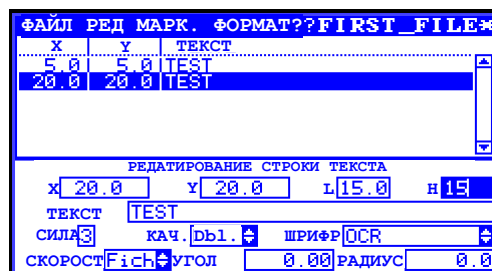 ФАЙЛ РЕД МАРК. ФОРМАТ??FIRST_FILE*
X Y ТЕКСТ
5.0 5.0 TEST
20.0 20.0 TEST
РЕДАТИРОВАНИЕ СТРОКИ ТЕКСТА
X 20.0 Y 20.0 L 15.0 H 15
ТЕКСТ TEST
СИЛА 3 КАЧ. Dbl. ШРИФР OCR
СКОРОСТ Fich УГОЛ 0.00 РАДИУС 0.0